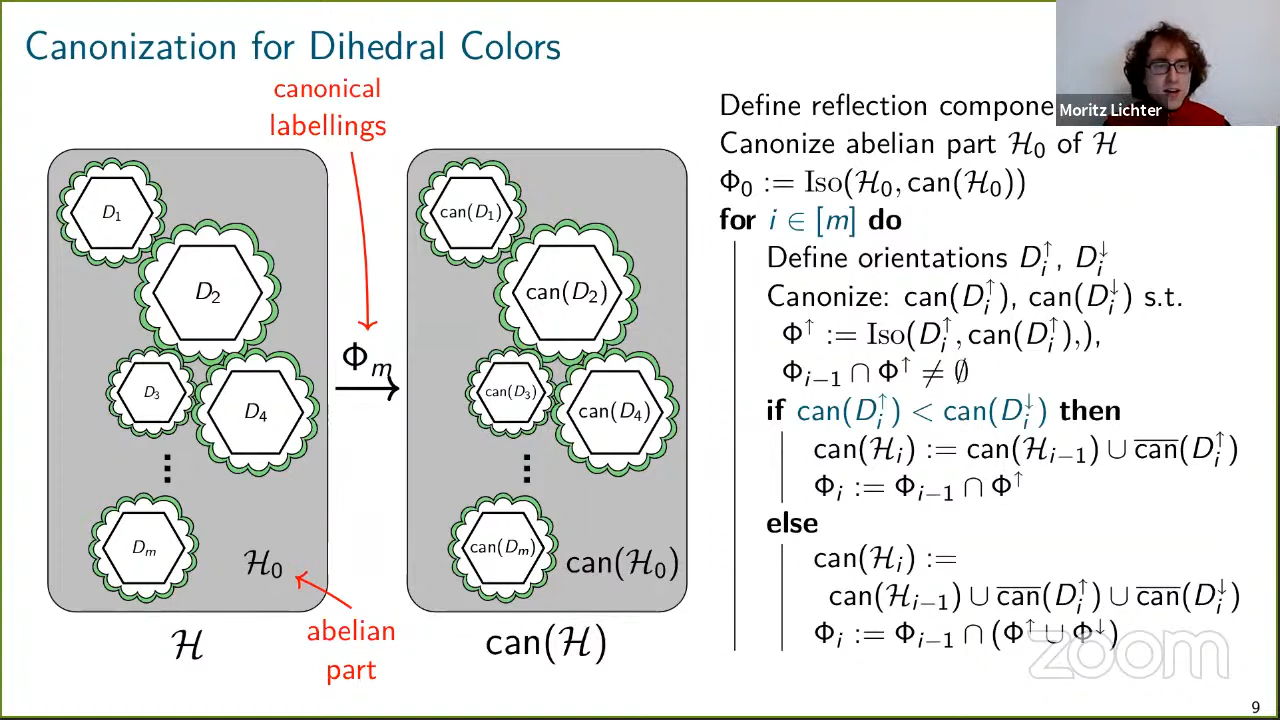 Canonization for Dihedral Colors
canonical
labellings
D₁
D₂
D₃
D₄
⋮
Dₘ
ℋ₀
ℋ
abelian
part
Φₘ
can(D₁)
can(D₂)
can(D₃)
can(D₄)
⋮
can(Dₘ)
can(ℋ₀)
can(ℋ)
Define reflection compone
Canonize abelian part ℋ₀ of ℋ
Φ₀ := Iso(ℋ₀, can(ℋ₀))
for i ∈ [m] do
Define orientations Dᵢ↑, Dᵢ↓
Canonize: can(Dᵢ↑), can(Dᵢ↓) s.t.
Φ↑ := Iso(Dᵢ↑, can(Dᵢ↑),),
Φᵢ₋₁ ∩ Φ↑ ≠ ∅
if can(Dᵢ↑) < can(Dᵢ↓) then
can(ℋᵢ) := can(ℋᵢ₋₁) ∪ c̅a̅n̅(Dᵢ↑)
Φᵢ := Φᵢ₋₁ ∩ Φ↑
else
can(ℋᵢ) :=
can(ℋᵢ₋₁) ∪ c̅a̅n̅(Dᵢ↑) ∪ c̅a̅n̅(Dᵢ↓)
Φᵢ := Φᵢ₋₁ ∩ (Φ↑ ∪ Φ↓)
Moritz Lichter
zoom
9